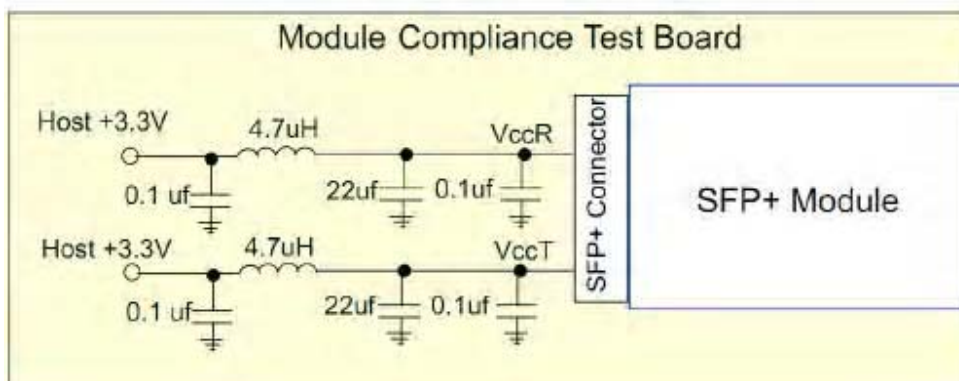 Module Compliance Test Board
Host +3.3V
4.7uH
VccR
0.1 uf
22uf
0.1uf
SFP+ Connector
SFP+ Module
Host +3.3V
4.7uH
VccT
0.1 uf
22uf
0.1uf